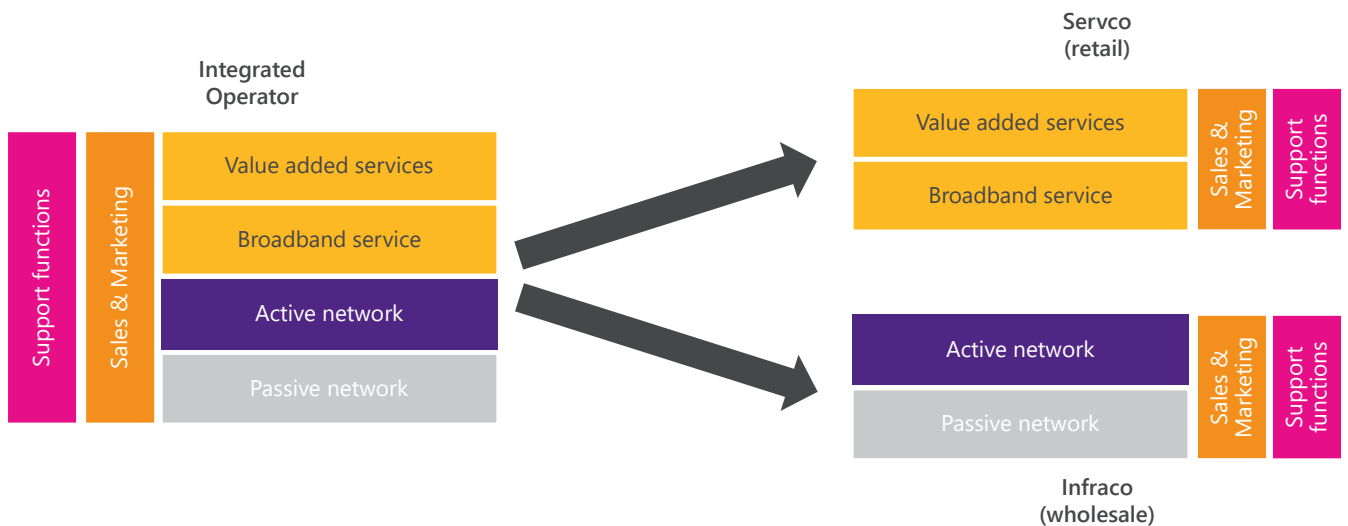 Integrated
Operator
Support functions
Sales & Marketing
Value added services
Broadband service
Active network
Passive network
Servco
(retail)
Value added services
Broadband service
Sales &
Marketing
Support
functions
Active network
Passive network
Sales &
Marketing
Support
functions
Infraco
(wholesale)